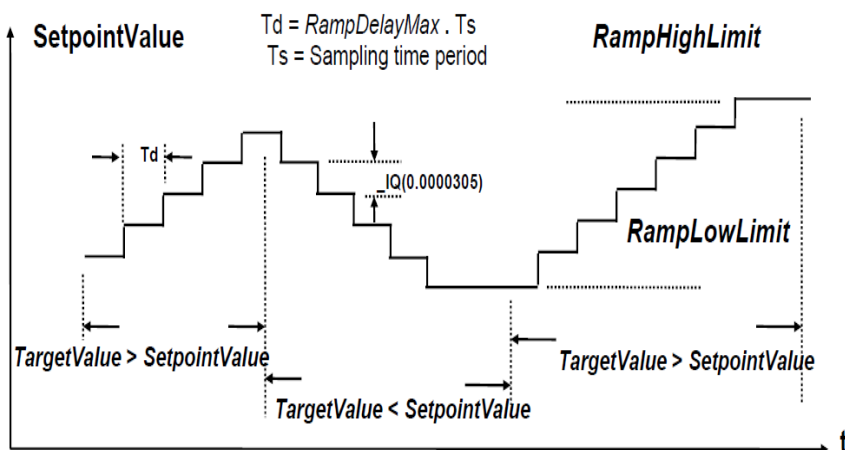 SetpointValue
Td = RampDelayMax . Ts
Ts = Sampling time period
RampHighLimit
Td
_IQ(0.0000305)
RampLowLimit
TargetValue > SetpointValue
TargetValue < SetpointValue
TargetValue > SetpointValue
t